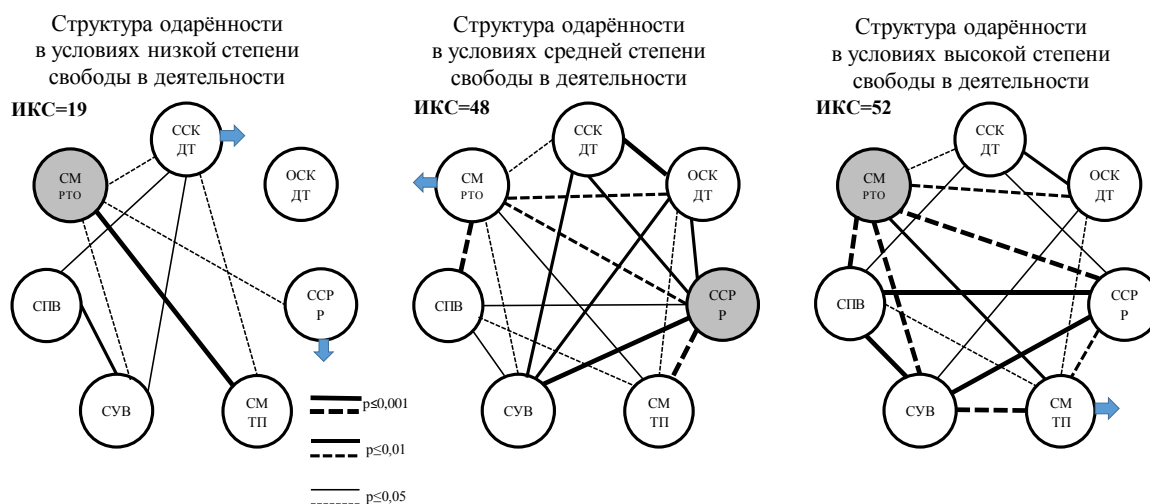 Структура одарённости
в условиях низкой степени
свободы в деятельности
ИКС=19
ССК
ДТ
ОСК
ДТ
СМ
РТО
СПВ
ССР
Р
СУВ
СМ
ТП
p≤0,001
p≤0,01
p≤0,05
Структура одарённости
в условиях средней степени
свободы в деятельности
ИКС=48
ССК
ДТ
СМ
РТО
ОСК
ДТ
СПВ
ССР
Р
СУВ
СМ
ТП
Структура одарённости
в условиях высокой степени
свободы в деятельности
ИКС=52
ССК
ДТ
СМ
РТО
ОСК
ДТ
СПВ
ССР
Р
СУВ
СМ
ТП